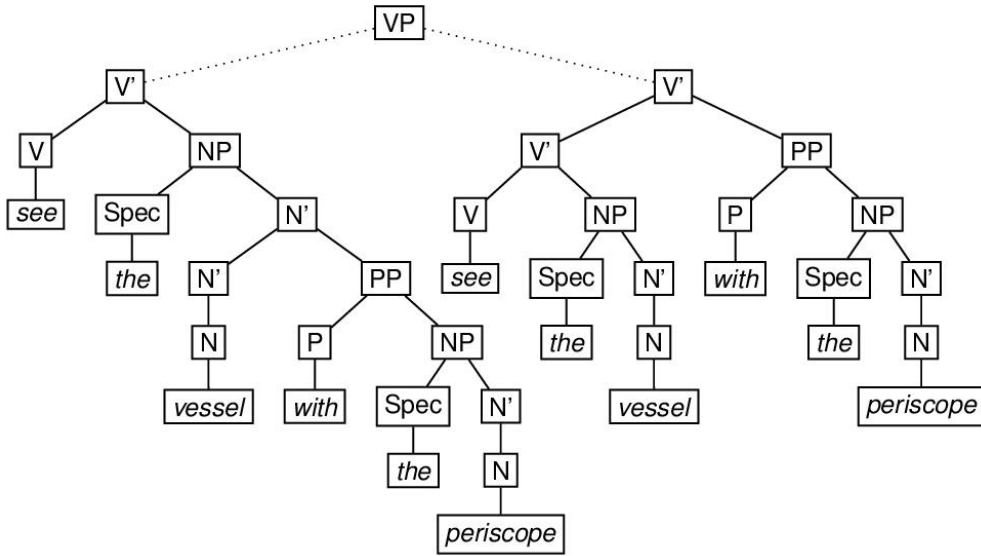 VP
V' V'
V NP V' PP
see Spec N' V NP P NP
the N' PP see Spec N' with Spec N'
N P NP the N the N
vessel with Spec N' vessel periscope
the N
periscope